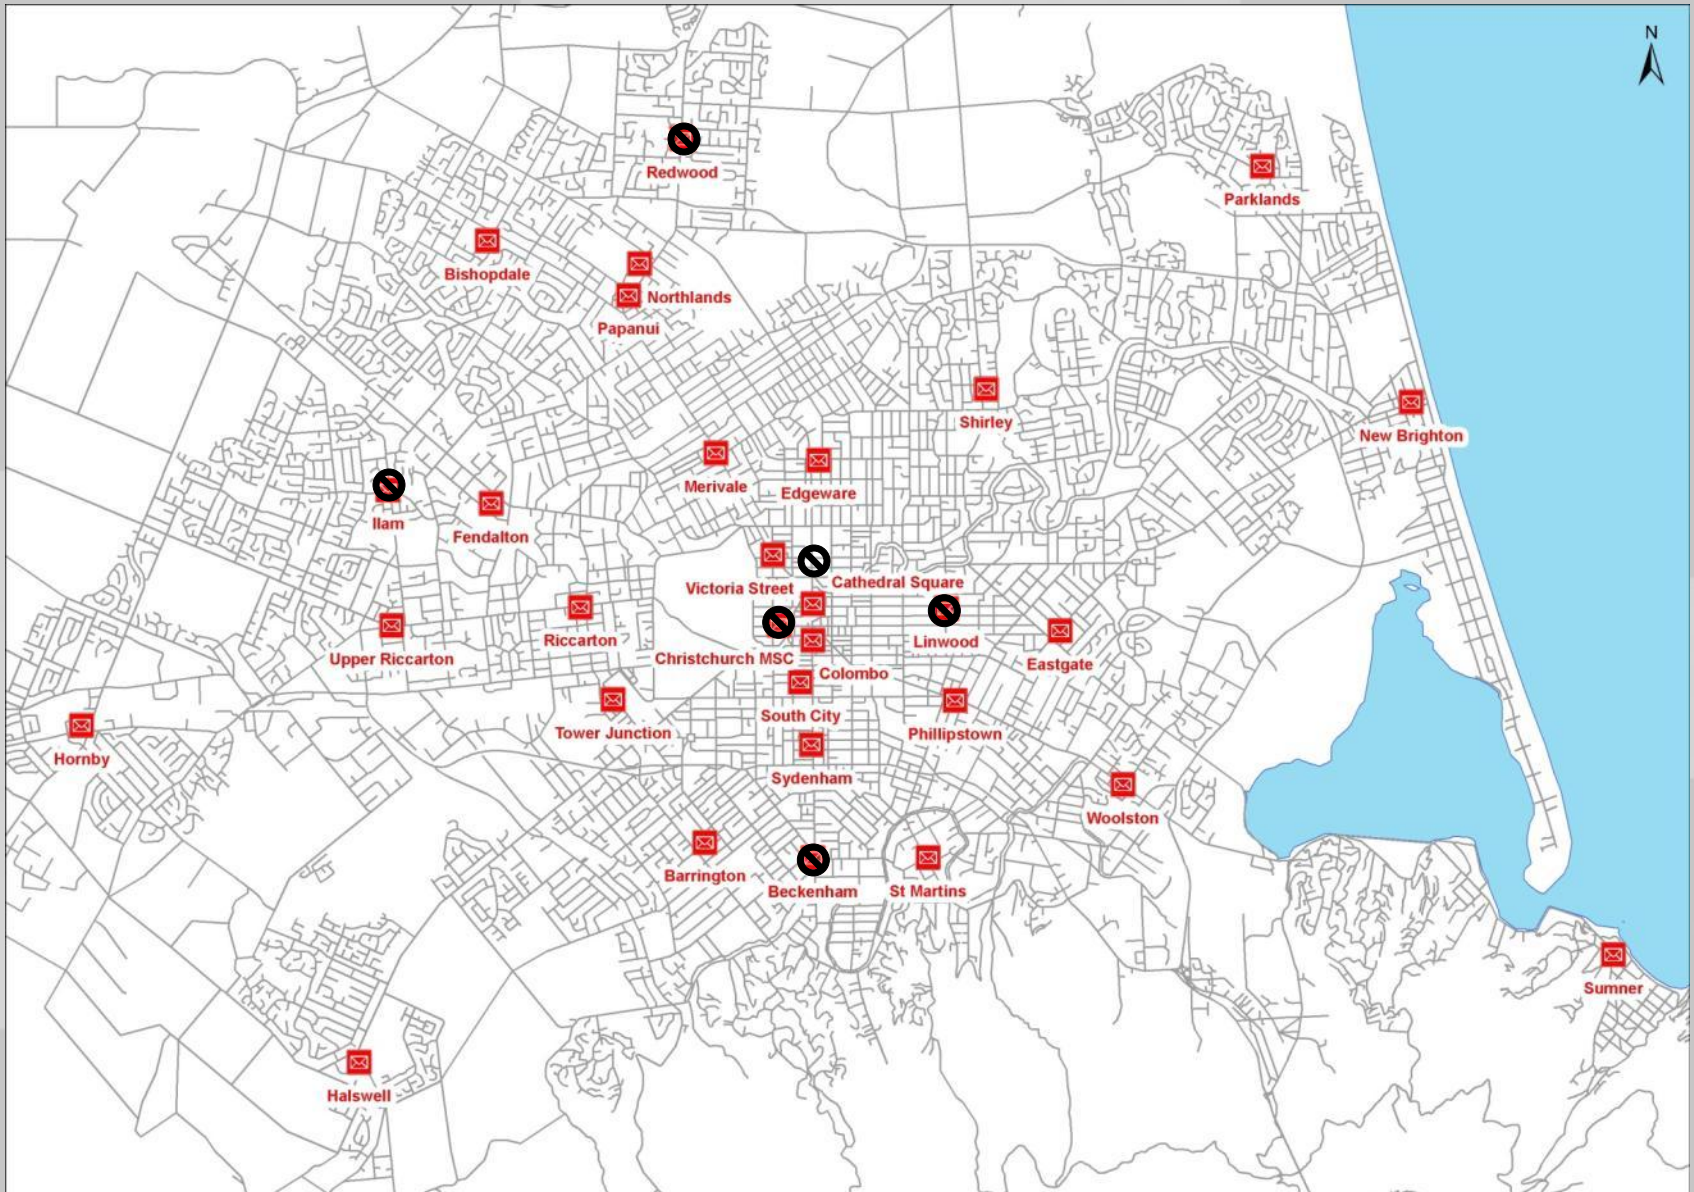 N
Redwood
Parklands
Bishopdale
Northlands
Papanui
Shirley
New Brighton
Merivale
Edgeware
Ilam
Fendalton
Cathedral Square
Victoria Street
Riccarton
Linwood
Upper Riccarton
Christchurch MSC
Eastgate
Colombo
South City
Tower Junction
Phillipstown
Hornby
Sydenham
Woolston
Barrington
Beckenham
St Martins
Sumner
Halswell